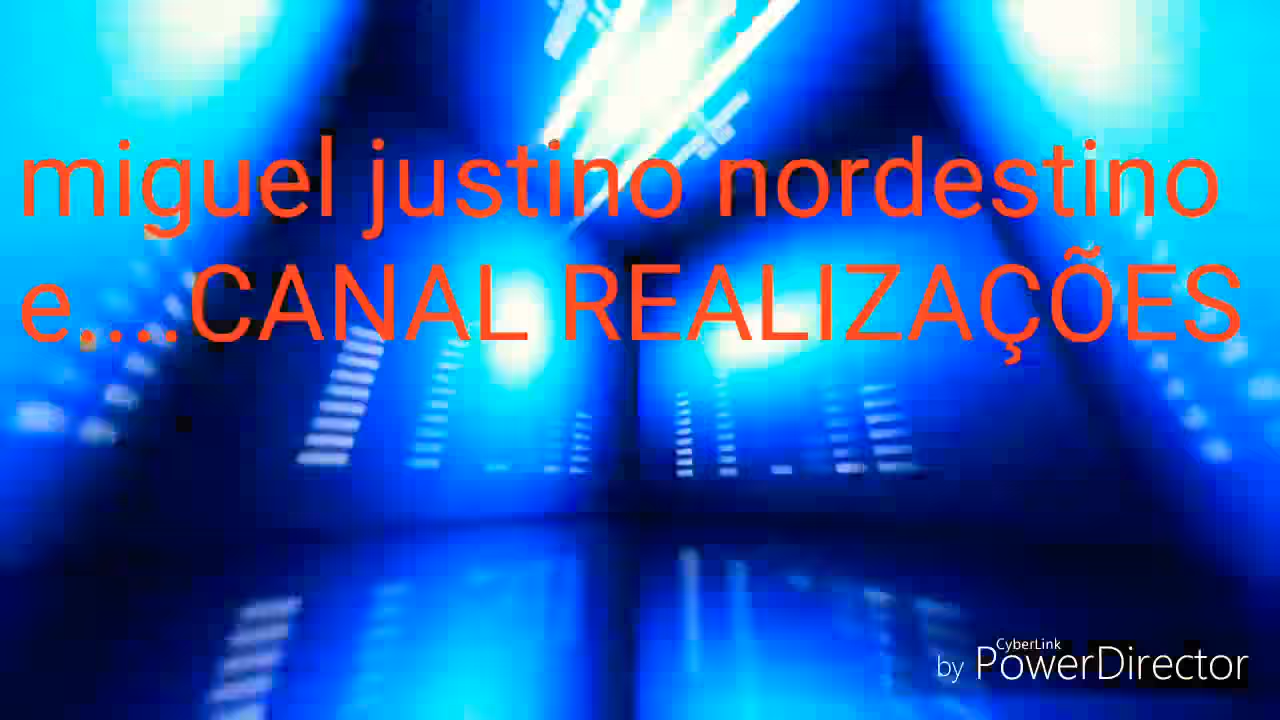 miguel justino nordestino
e....CANAL REALIZAÇÕES
CyberLink
by PowerDirector